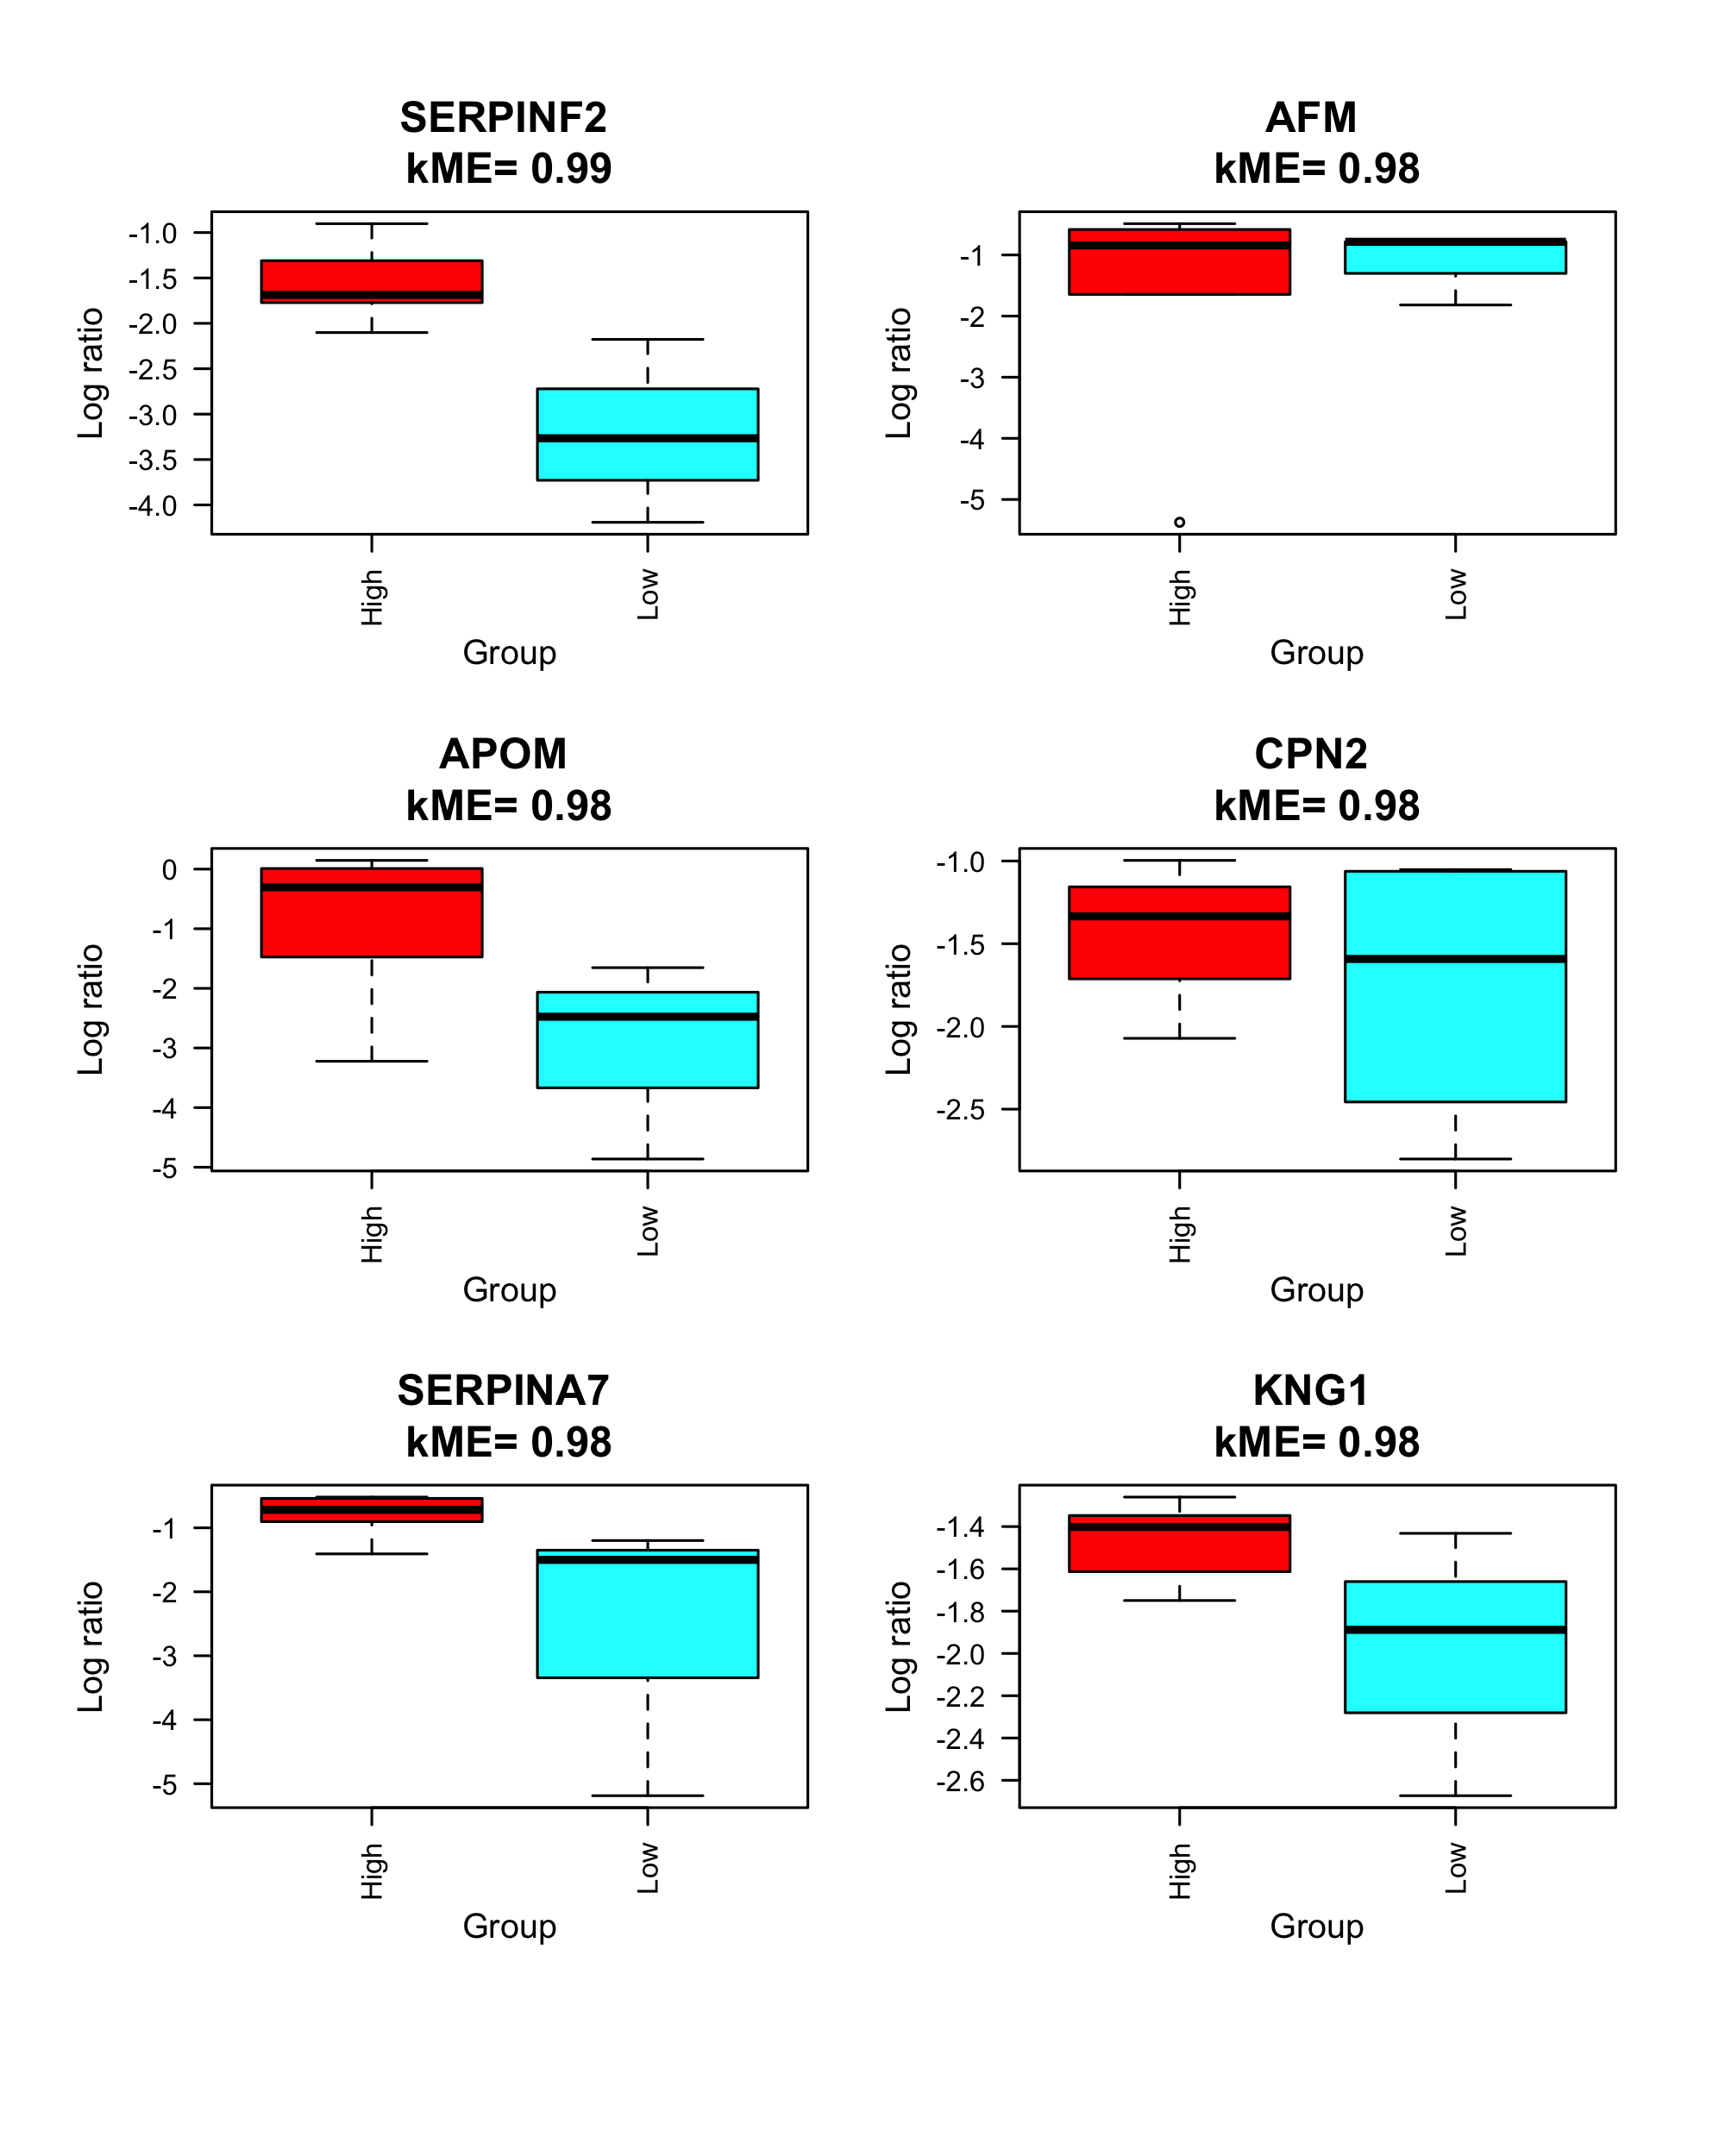 SERPINF2
kME= 0.99
Log ratio
-1.0
-1.5
-2.0
-2.5
-3.0
-3.5
-4.0
High
Low
Group
AFM
kME= 0.98
Log ratio
-1
-2
-3
-4
-5
High
Low
Group
APOM
kME= 0.98
Log ratio
0
-1
-2
-3
-4
-5
High
Low
Group
CPN2
kME= 0.98
Log ratio
-1.0
-1.5
-2.0
-2.5
High
Low
Group
SERPINA7
kME= 0.98
Log ratio
-1
-2
-3
-4
-5
High
Low
Group
KNG1
kME= 0.98
Log ratio
-1.4
-1.6
-1.8
-2.0
-2.2
-2.4
-2.6
High
Low
Group